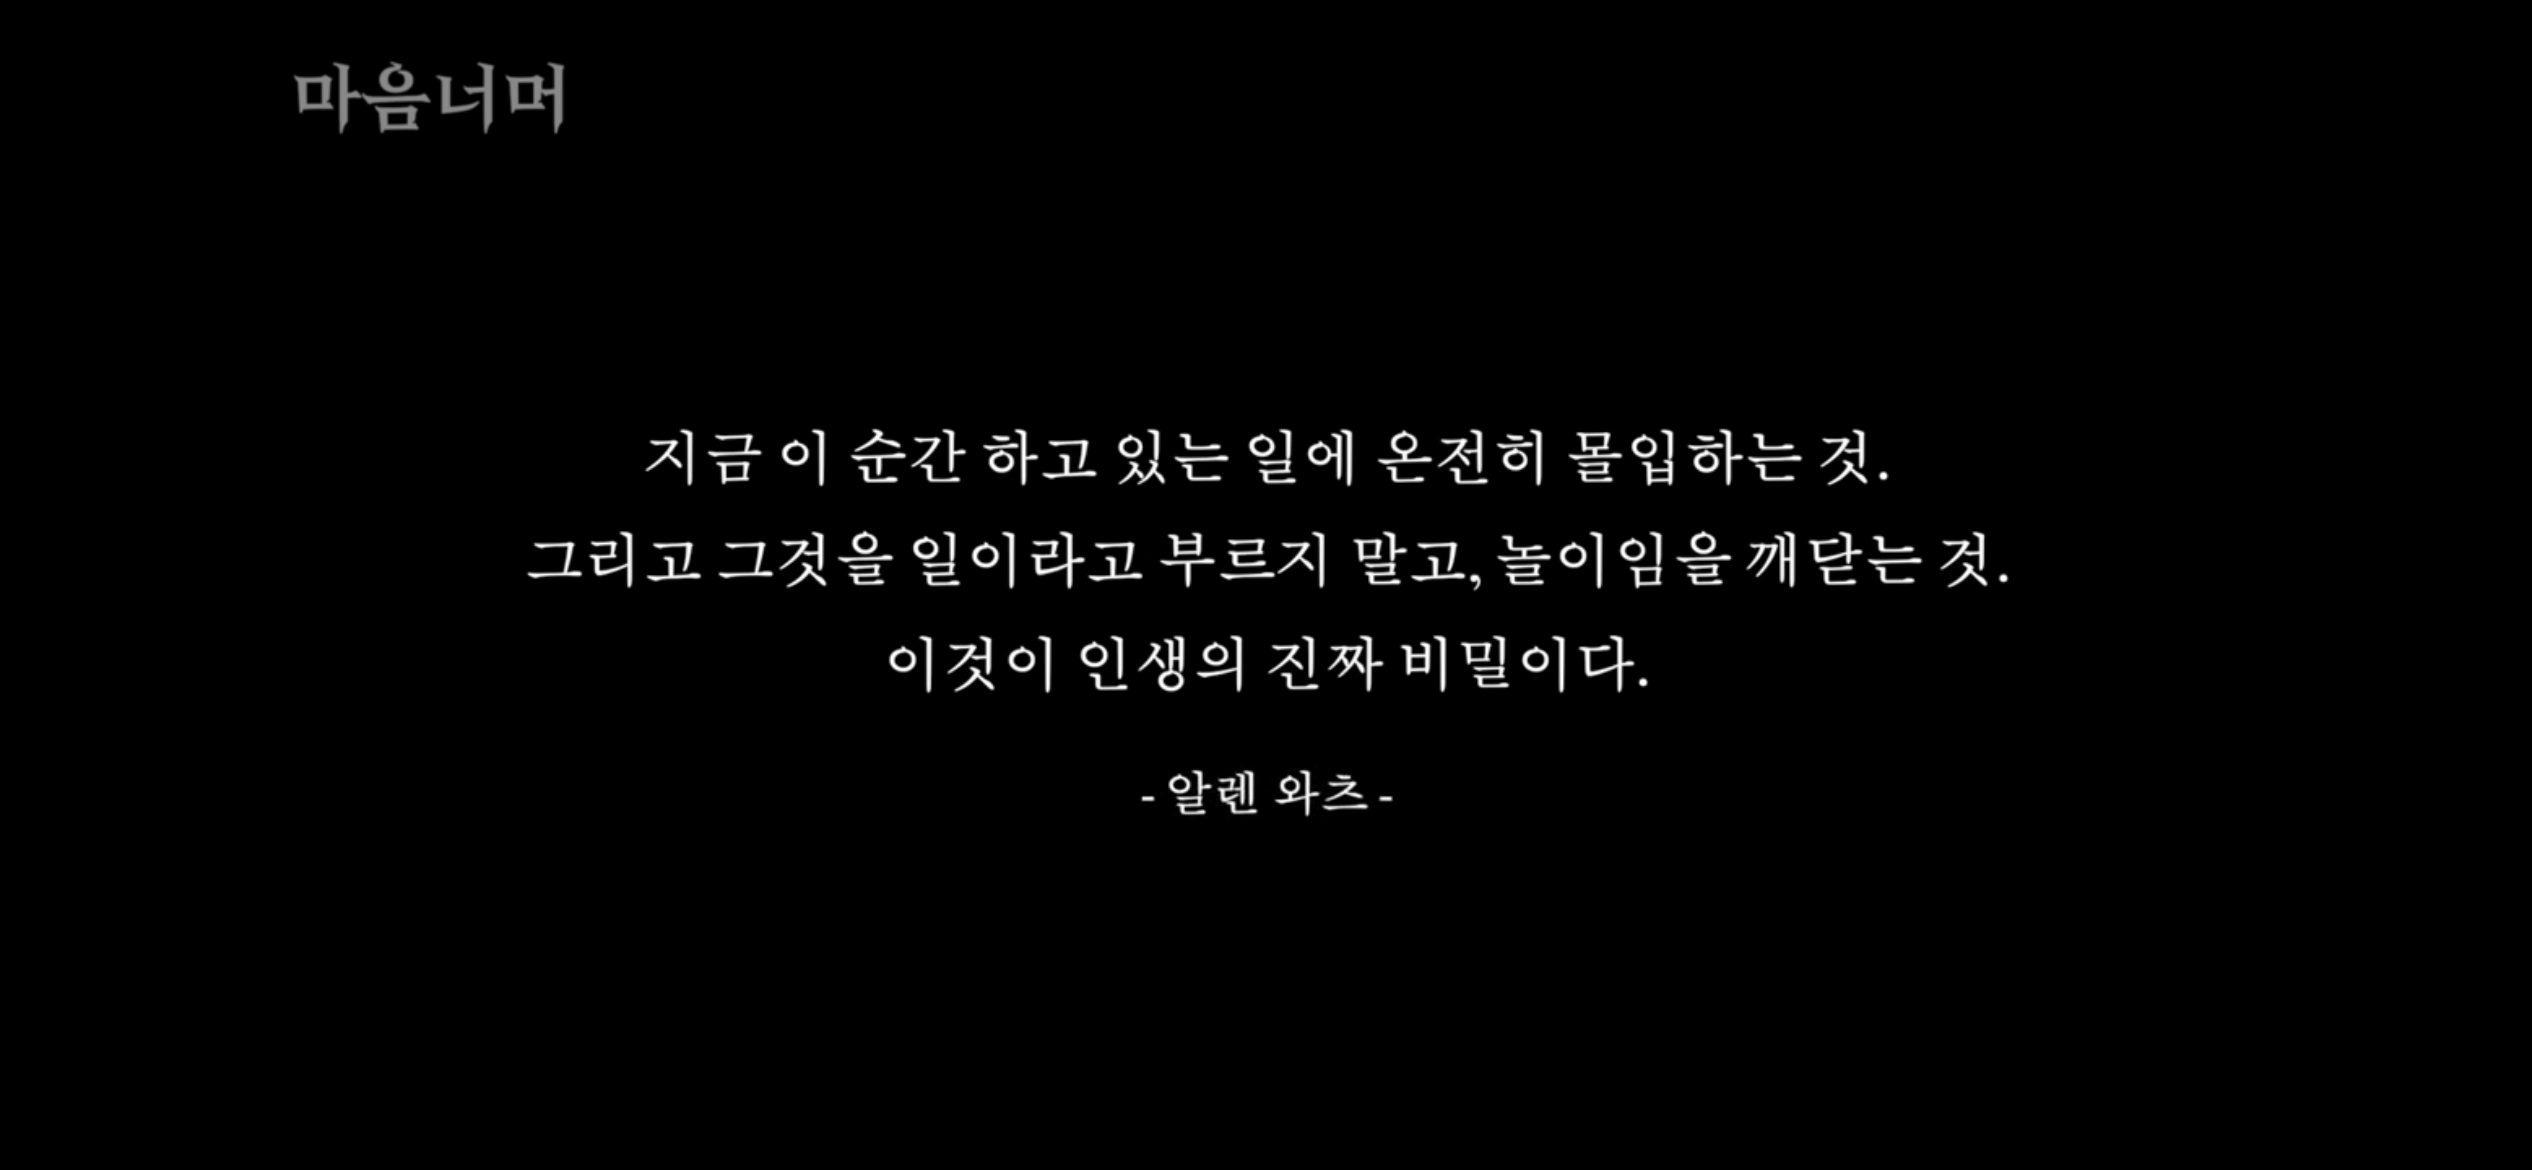 마음너머
지금 이 순간 하고 있는 일에 온전히 몰입하는 것.
그리고 그것을 일이라고 부르지 말고, 놀이임을 깨닫는 것.
이것이 인생의 진짜 비밀이다.
- 알렌 와츠 -